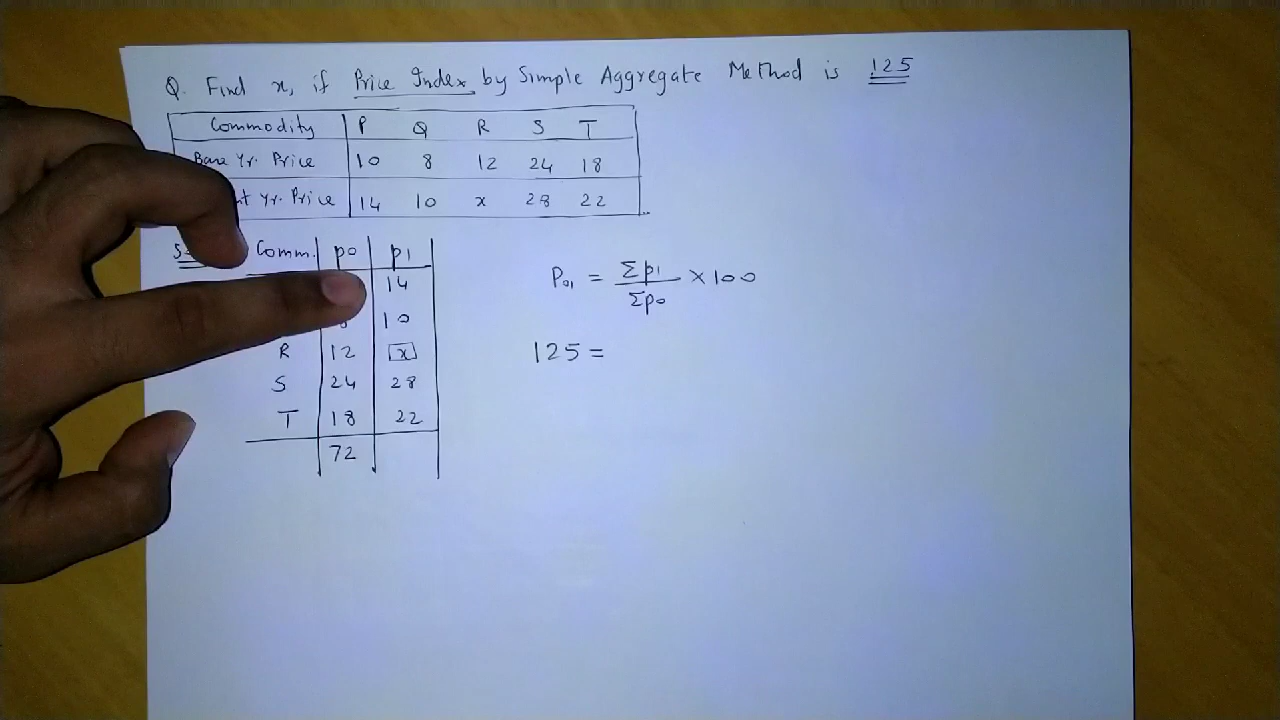 Q. Find x, if Price Index by Simple Aggregate Method is 125
Commodity P Q R S T
Base Yr. Price 10 8 12 24 18
Yr. Price 14 10 x 28 22
Comm. p0 p1
14
10
R 12 x
S 24 28
T 18 22
72
P01 = Σp1 / Σp0 × 100
125 =